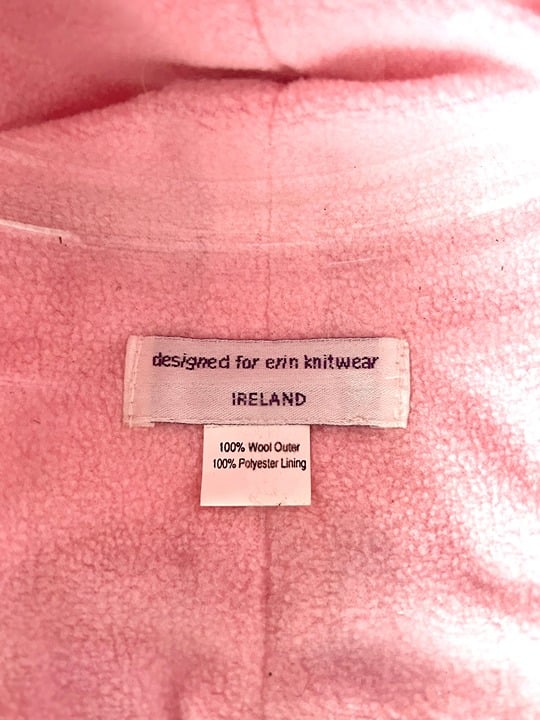 designed for erin knitwear
IRELAND
100% Wool Outer
100% Polyester Lining